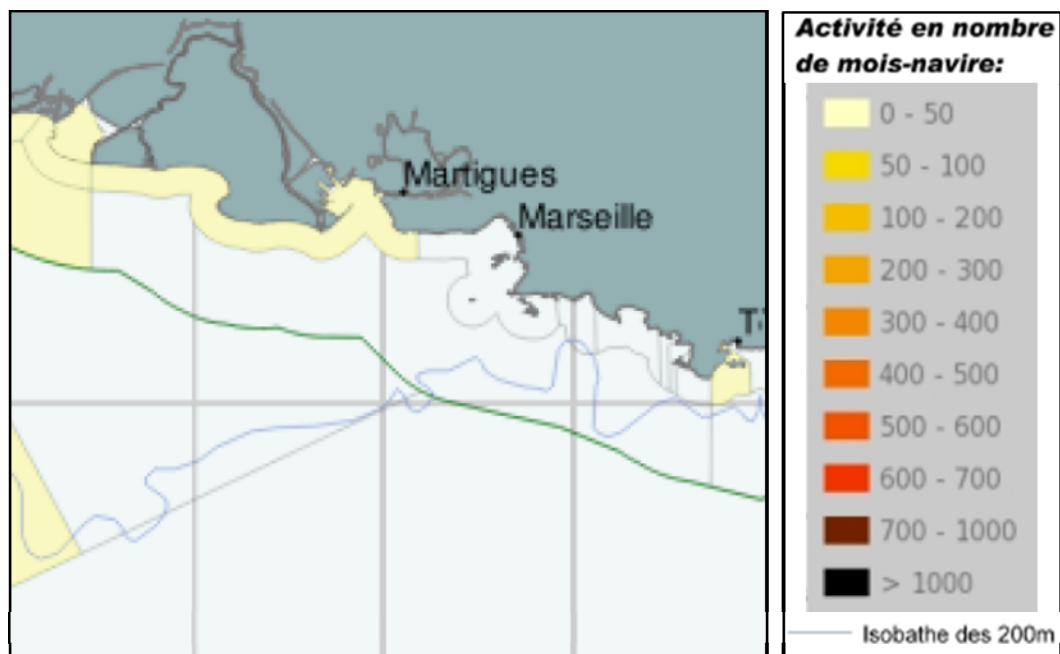 Martigues
Marseille
Activité en nombre
de mois-navire:
0 - 50
50 - 100
100 - 200
200 - 300
300 - 400
400 - 500
500 - 600
600 - 700
700 - 1000
> 1000
Isobathe des 200m